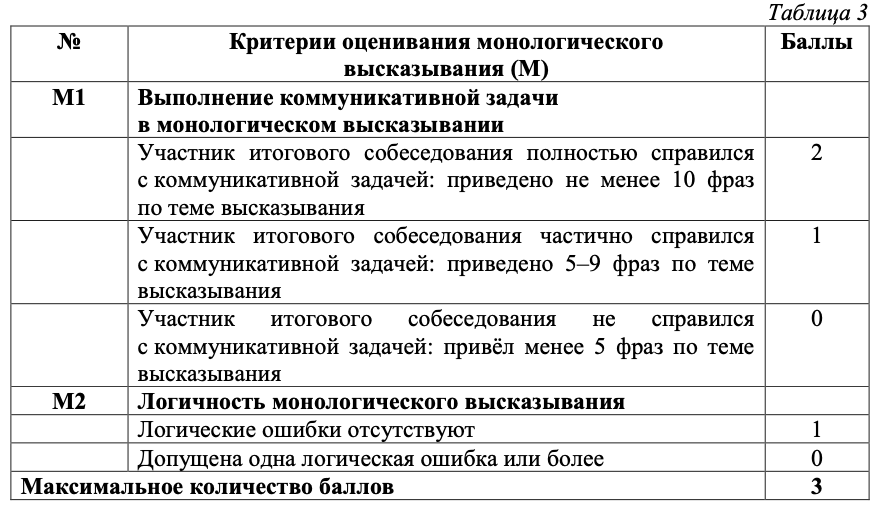 Таблица 3
№ Критерии оценивания монологического Баллы
высказывания (М)
М1 Выполнение коммуникативной задачи
в монологическом высказывании
Участник итогового собеседования полностью справился 2
с коммуникативной задачей: приведено не менее 10 фраз
по теме высказывания
Участник итогового собеседования частично справился 1
с коммуникативной задачей: приведено 5–9 фраз по теме
высказывания
Участник итогового собеседования не справился 0
с коммуникативной задачей: привёл менее 5 фраз по теме
высказывания
М2 Логичность монологического высказывания
Логические ошибки отсутствуют 1
Допущена одна логическая ошибка или более 0
Максимальное количество баллов 3